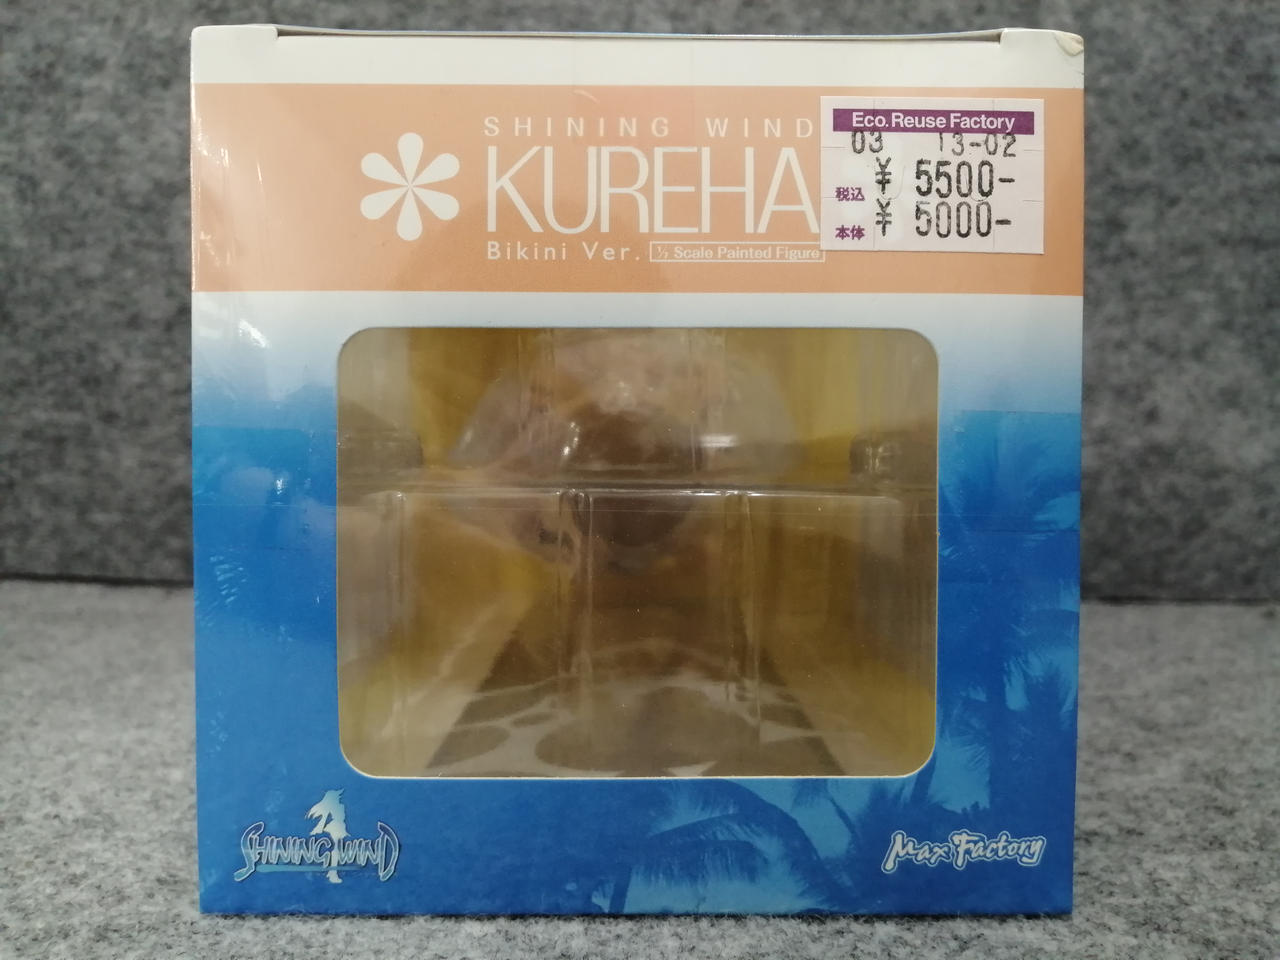 SHINING WIND
KUREHA
Bikini Ver. 1/7 Scale Painted Figure
Eco.Reuse Factory
03 13-02
税込 ¥ 5500-
本体 ¥ 5000-
SHINING WIND
Max Factory